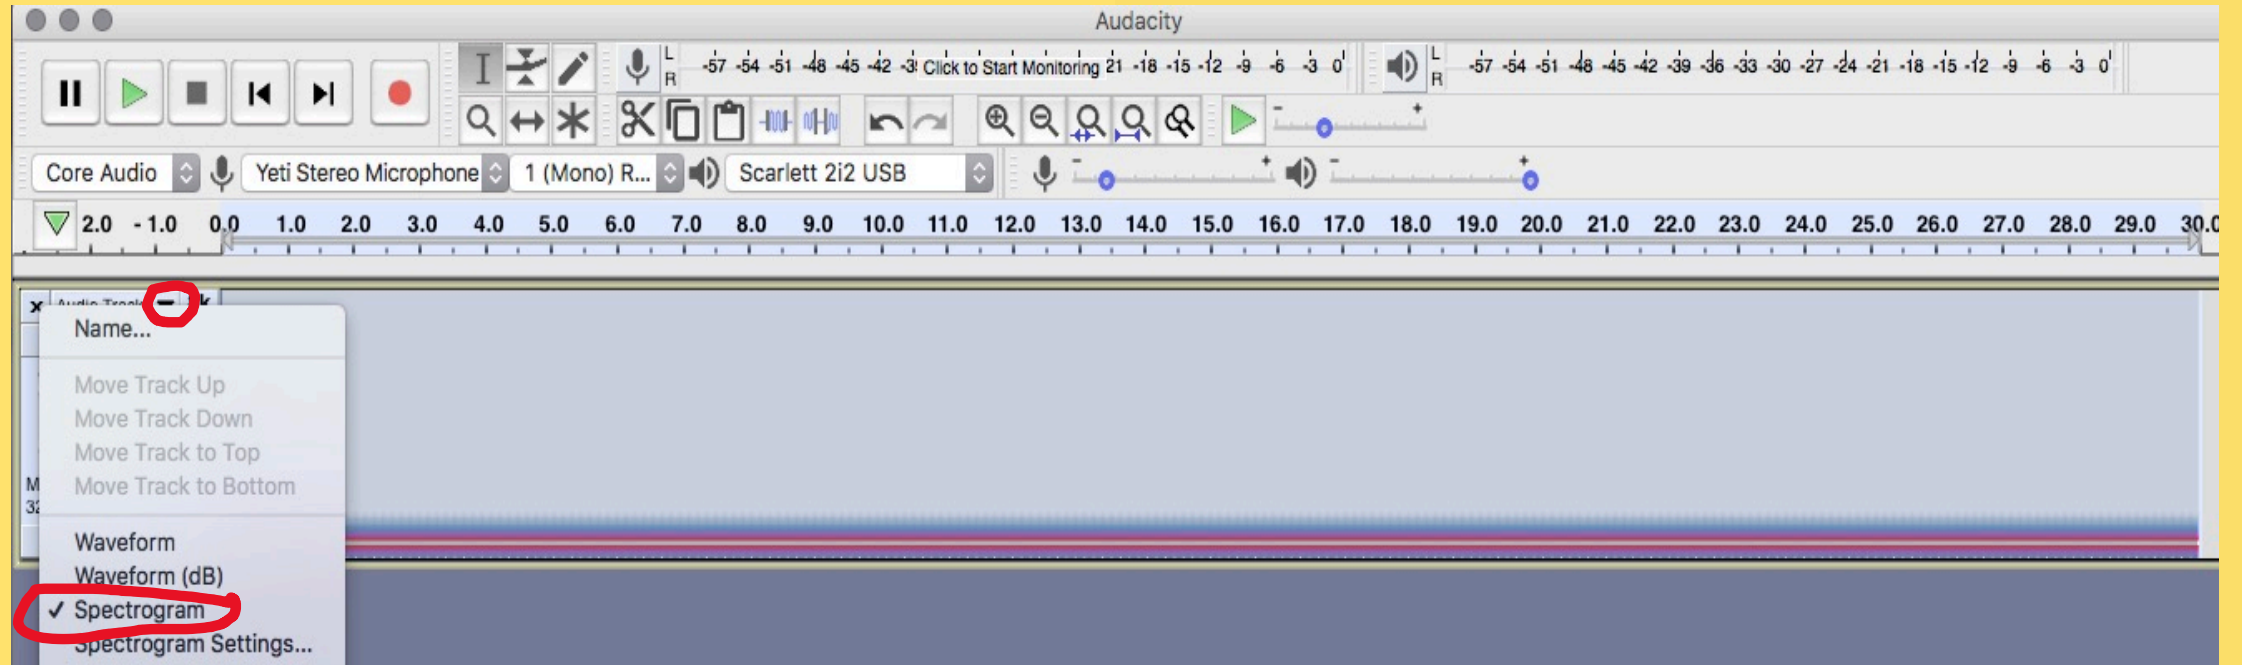 Audacity
L
R
-57 -54 -51 -48 -45 -42 -3 Click to Start Monitoring 21 -18 -15 -12 -9 -6 -3 0
L
R
-57 -54 -51 -48 -45 -42 -39 -36 -33 -30 -27 -24 -21 -18 -15 -12 -9 -6 -3 0
- +
Core Audio Yeti Stereo Microphone 1 (Mono) R... Scarlett 2i2 USB - + - +
2.0 -1.0 0.0 1.0 2.0 3.0 4.0 5.0 6.0 7.0 8.0 9.0 10.0 11.0 12.0 13.0 14.0 15.0 16.0 17.0 18.0 19.0 20.0 21.0 22.0 23.0 24.0 25.0 26.0 27.0 28.0 29.0 30.0
x Audio Track
Name...
Move Track Up
Move Track Down
Move Track to Top
Move Track to Bottom
M
32
Waveform
Waveform (dB)
✓ Spectrogram
Spectrogram Settings...